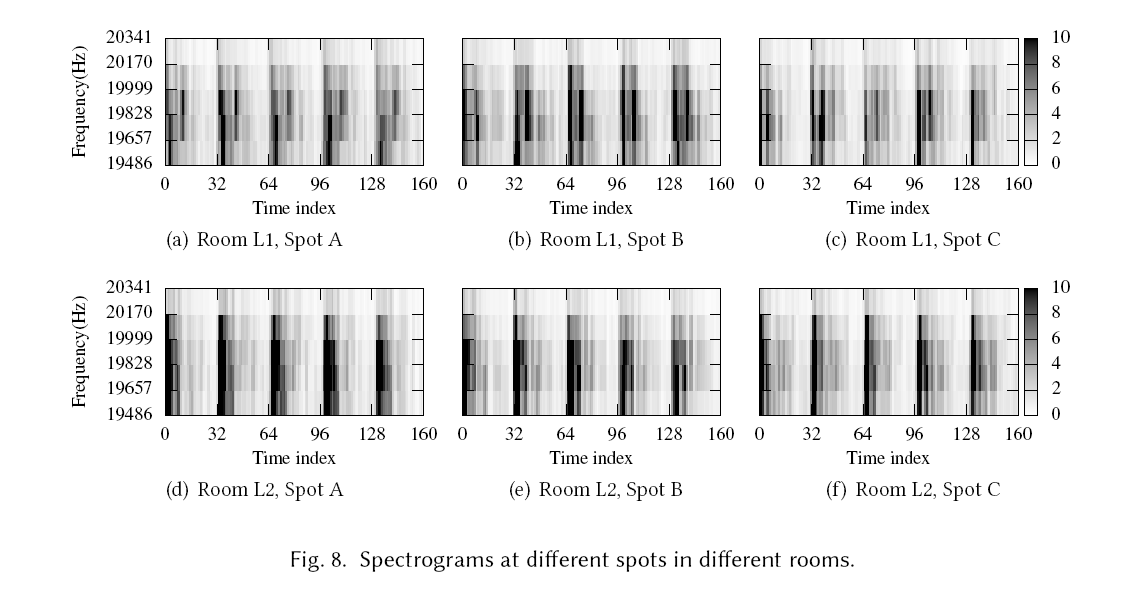 20341
20170
19999
19828
19657
19486
Frequency(Hz)
0 32 64 96 128 160
Time index
(a) Room L1, Spot A
0 32 64 96 128 160
Time index
(b) Room L1, Spot B
0 32 64 96 128 160
Time index
(c) Room L1, Spot C
10
8
6
4
2
0
20341
20170
19999
19828
19657
19486
Frequency(Hz)
0 32 64 96 128 160
Time index
(d) Room L2, Spot A
0 32 64 96 128 160
Time index
(e) Room L2, Spot B
0 32 64 96 128 160
Time index
(f) Room L2, Spot C
10
8
6
4
2
0
Fig. 8. Spectrograms at different spots in different rooms.